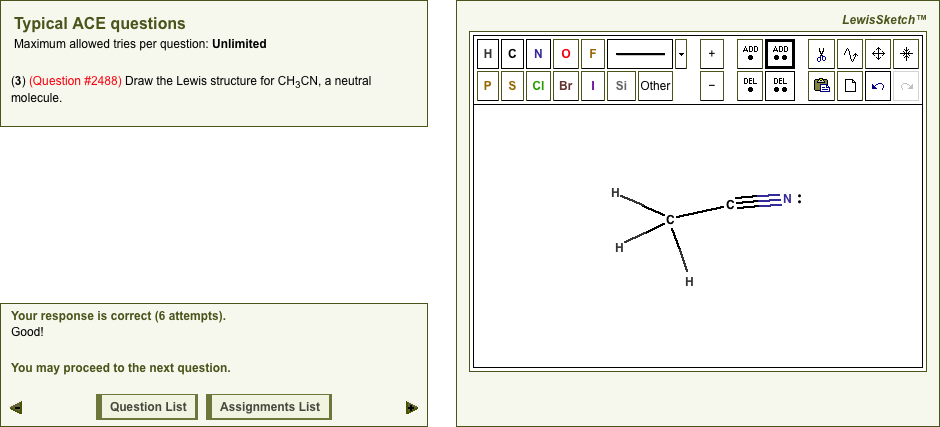 Typical ACE questions
Maximum allowed tries per question: Unlimited
(3) (Question #2488) Draw the Lewis structure for CH3CN, a neutral
molecule.
LewisSketch™
H C N O F + ADD ADD
P S Cl Br I Si Other − DEL DEL
H
C N :
C
H
H
Your response is correct (6 attempts).
Good!
You may proceed to the next question.
Question List Assignments List